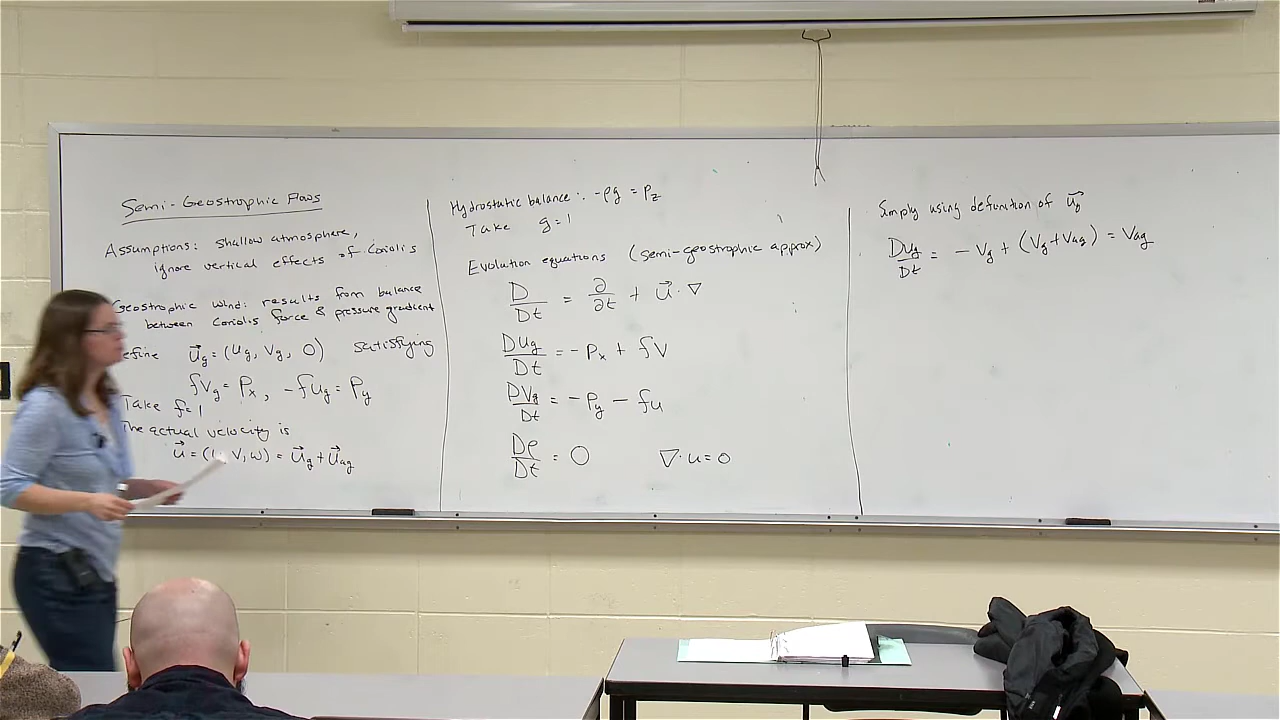 Semi-Geostrophic Flows
Assumptions: shallow atmosphere,
ignore vertical effects of Coriolis
Geostrophic wind: results from balance
between Coriolis force & pressure gradient
efine u⃗g = (ug, vg, 0) satisfying
fVg = Px, -fug = Py
Take f=1
The actual velocity is
u⃗ = (u, v, w) = u⃗g + u⃗ag
Hydrostatic balance: -ρg = Pz
Take g=1
Evolution equations (semi-geostrophic approx)
D/Dt = ∂/∂t + u⃗·∇
Dug/Dt = -Px + fV
DVg/Dt = -Py - fu
Dρ/Dt = 0 ∇·u=0
Simply using definition of u⃗g
Dug/Dt = -Vg + (Vg+Vag) = Vag